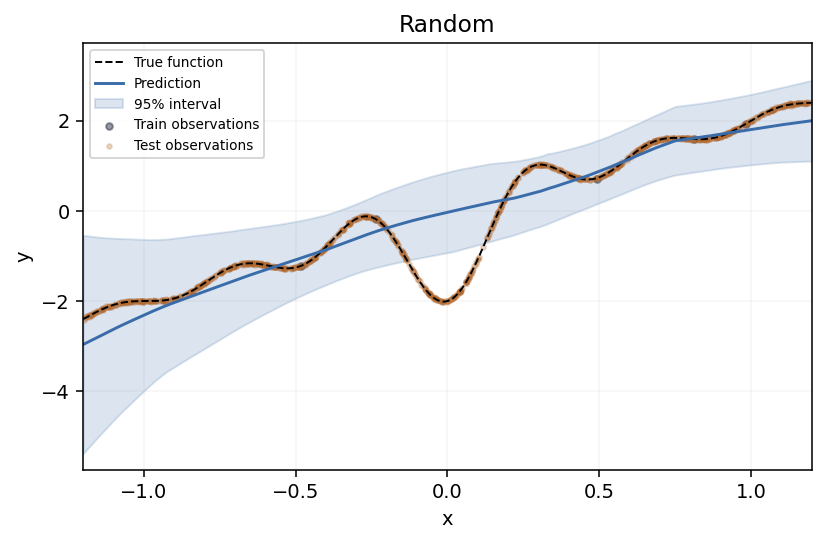 Random
True function
Prediction
95% interval
Train observations
Test observations
2
0
−2
−4
y
−1.0 −0.5 0.0 0.5 1.0
x